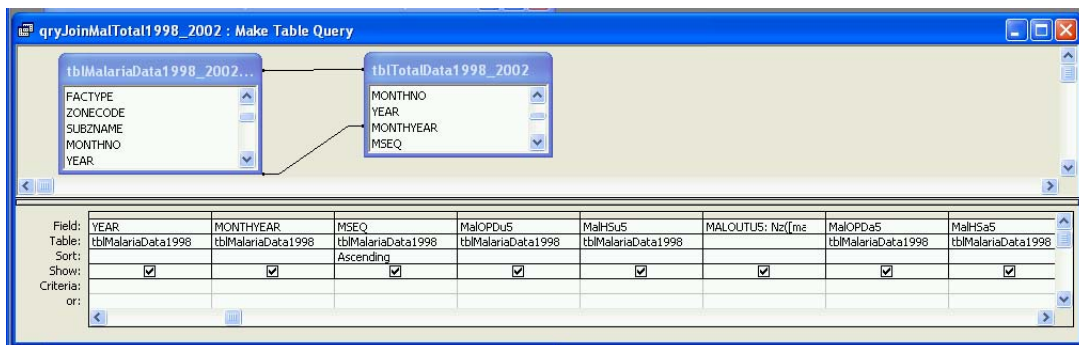 qryJoinMalTotal1998_2002 : Make Table Query
tblMalariaData1998_2002...
FACTYPE
ZONECODE
SUBZNAME
MONTHNO
YEAR
tblTotalData1998_2002
MONTHNO
YEAR
MONTHYEAR
MSEQ
Field: YEAR MONTHYEAR MSEQ MalOPDu5 MalHSu5 MALOUTU5: Nz([ma MalOPDa5 MalHSa5
Table: tblMalariaData1998 tblMalariaData1998 tblMalariaData1998 tblMalariaData1998 tblMalariaData1998 tblMalariaData1998 tblMalariaData1998
Sort: Ascending
Show:
Criteria:
or: